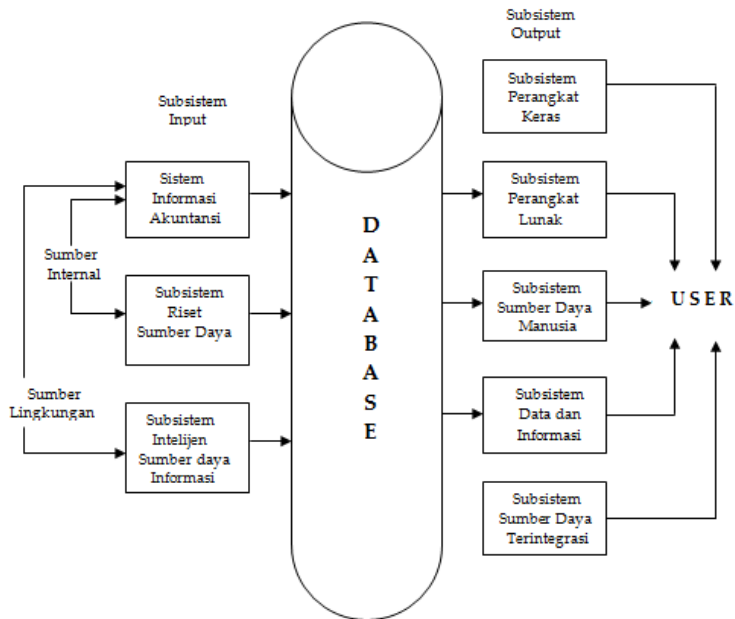 Subsistem
Output
Subsistem
Perangkat
Keras
Subsistem
Input
Sistem
Informasi
Akuntansi
Subsistem
Perangkat
Lunak
D
A
T
A
B
A
S
E
Sumber
Internal
Subsistem
Riset
Sumber Daya
Subsistem
Sumber Daya
Manusia
U S E R
Sumber
Lingkungan
Subsistem
Intelijen
Sumber daya
Informasi
Subsistem
Data dan
Informasi
Subsistem
Sumber Daya
Terintegrasi